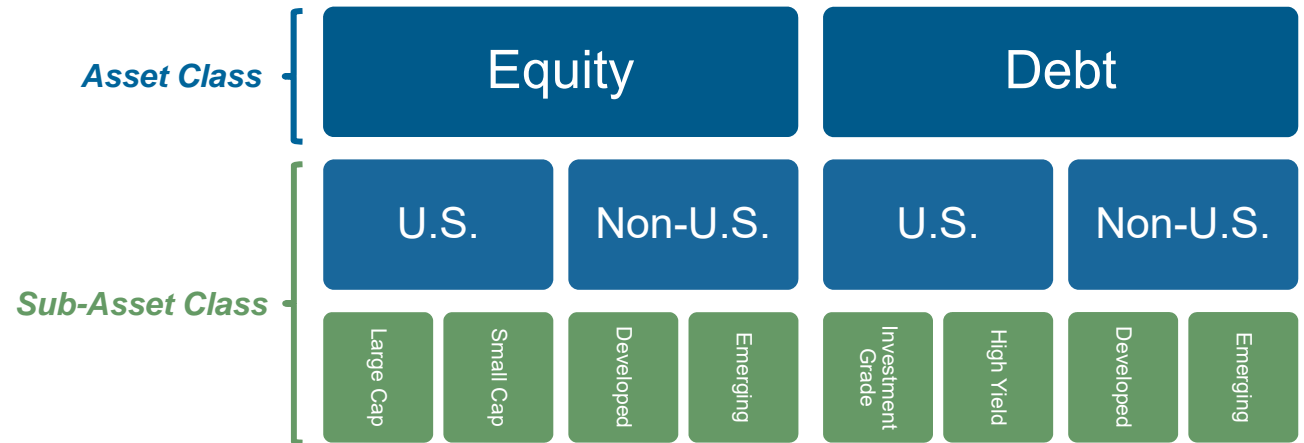 Asset Class
Equity
Debt
Sub-Asset Class
U.S.
Non-U.S.
U.S.
Non-U.S.
Large Cap
Small Cap
Developed
Emerging
Investment
Grade
High Yield
Developed
Emerging